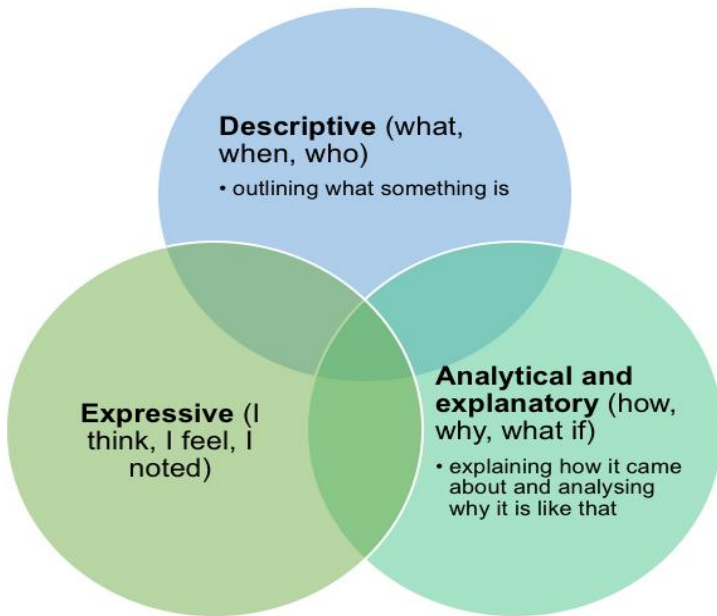 Descriptive (what,
when, who)
• outlining what something is
Expressive (I
think, I feel, I
noted)
Analytical and
explanatory (how,
why, what if)
• explaining how it came
about and analysing
why it is like that